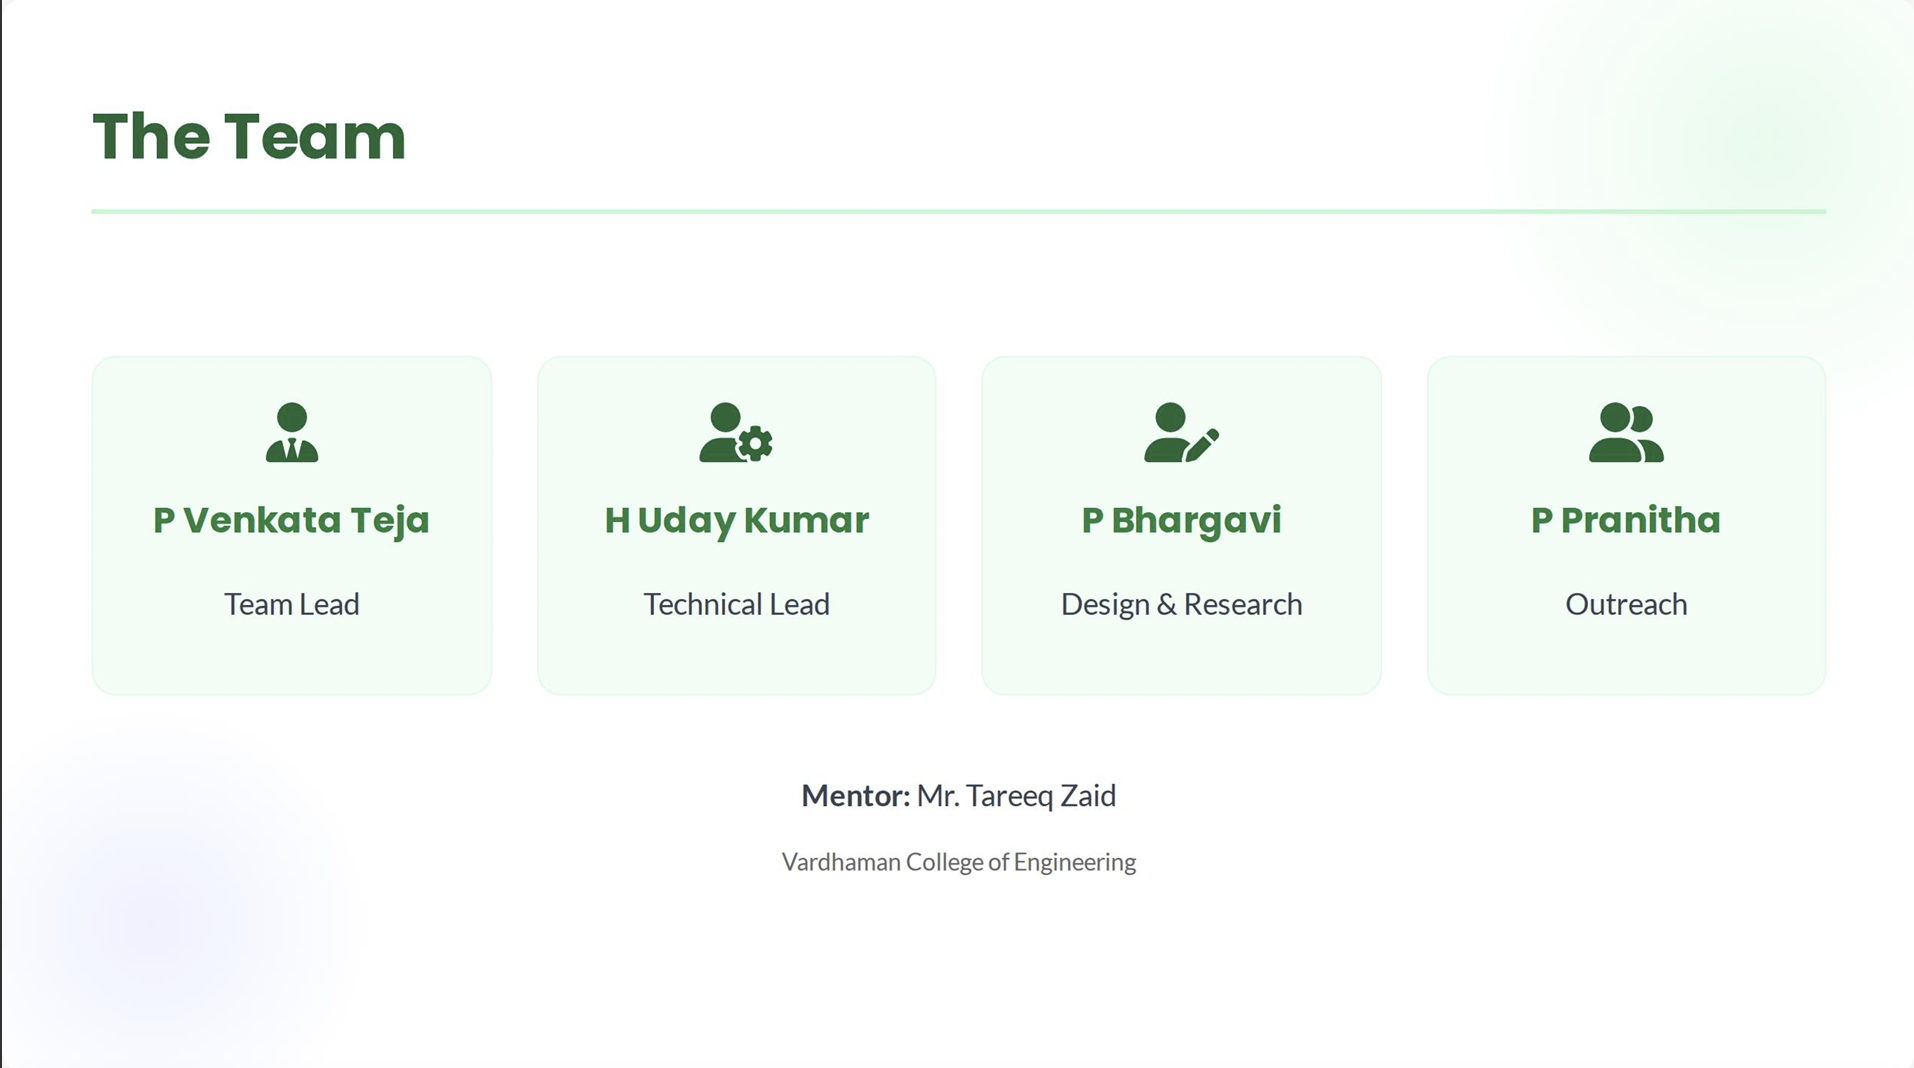 The Team
P Venkata Teja
Team Lead
H Uday Kumar
Technical Lead
P Bhargavi
Design & Research
P Pranitha
Outreach
Mentor: Mr. Tareeq Zaid
Vardhaman College of Engineering